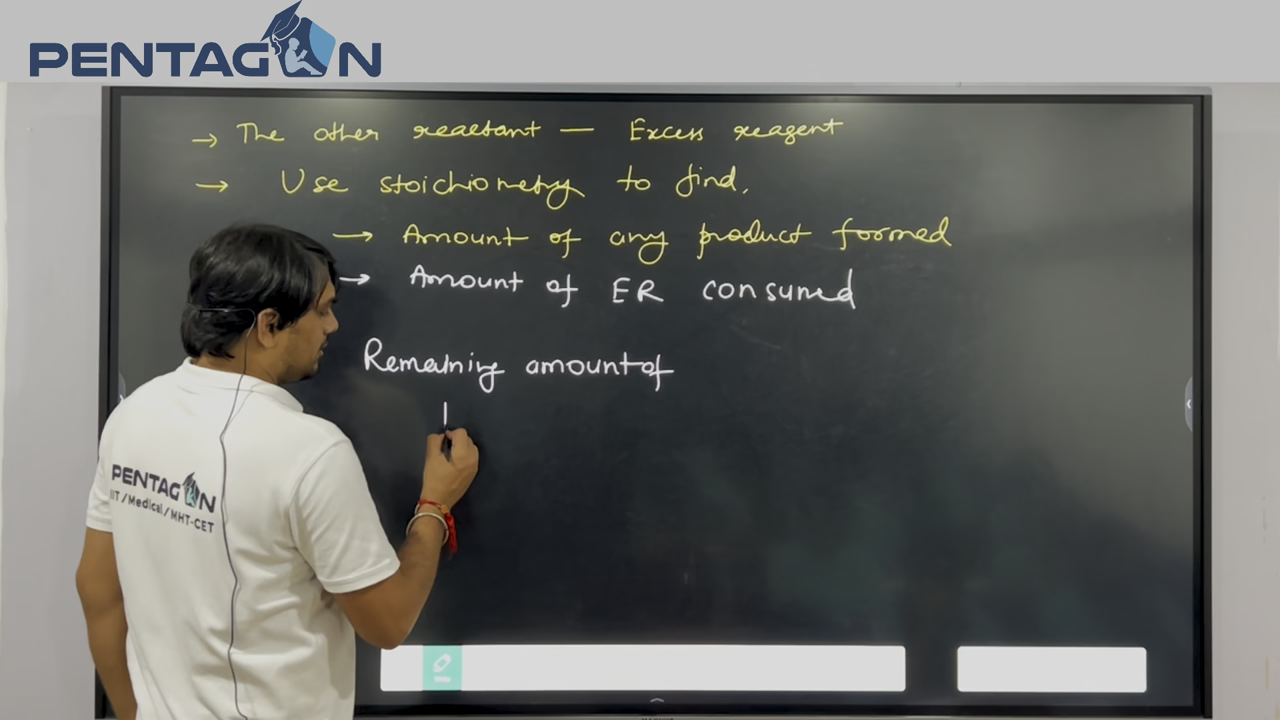 PENTAGON
→ The other reactant — Excess reagent
→ Use stoichiometry to find,
→ Amount of any product formed
→ Amount of ER consumed
Remaining amount of
PENTAGON
IIT/Medical/MHT-CET